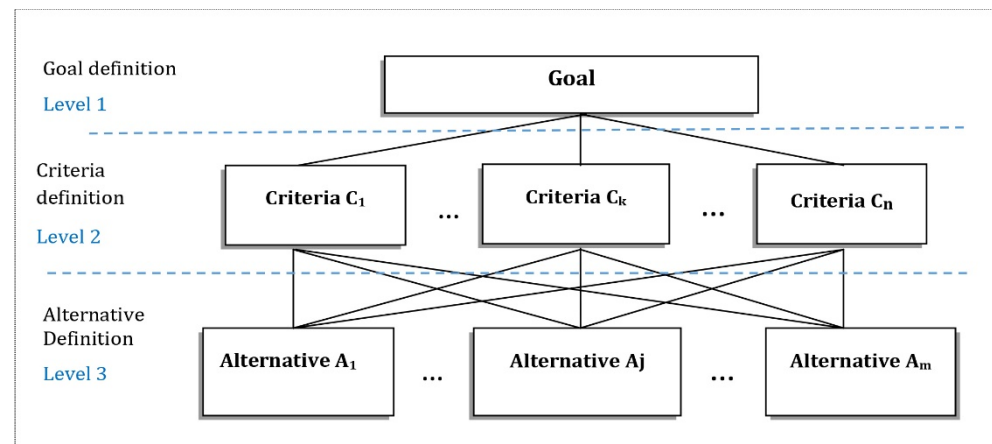 Goal definition
Level 1
Goal
Criteria
definition
Level 2
Criteria C₁
...
Criteria Cₖ
...
Criteria Cₙ
Alternative
Definition
Level 3
Alternative A₁
...
Alternative Aj
...
Alternative Aₘ